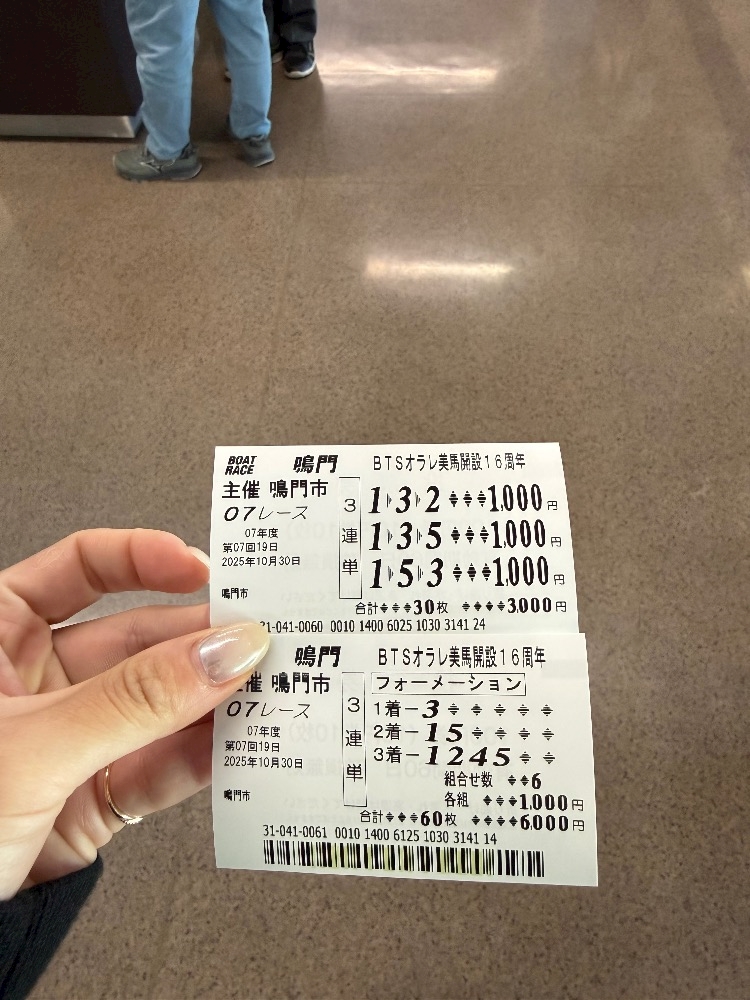 BOAT RACE 鳴門 BTSオラレ美馬開設16周年
主催 鳴門市
07レース
07年度
第07回19日
2025年10月30日
鳴門市
3連単
1 3 2 1,000円
1 3 5 1,000円
1 5 3 1,000円
合計 30枚 3,000円
31-041-0060 0010 1400 6025 1030 3141 24
鳴門 BTSオラレ美馬開設16周年
催 鳴門市
07レース
07年度
第07回19日
2025年10月30日
鳴門市
3連単
フォーメーション
1着－3
2着－15
3着－1245
組合せ数 6
各組 1,000円
合計 60枚 6,000円
31-041-0061 0010 1400 6125 1030 3141 14